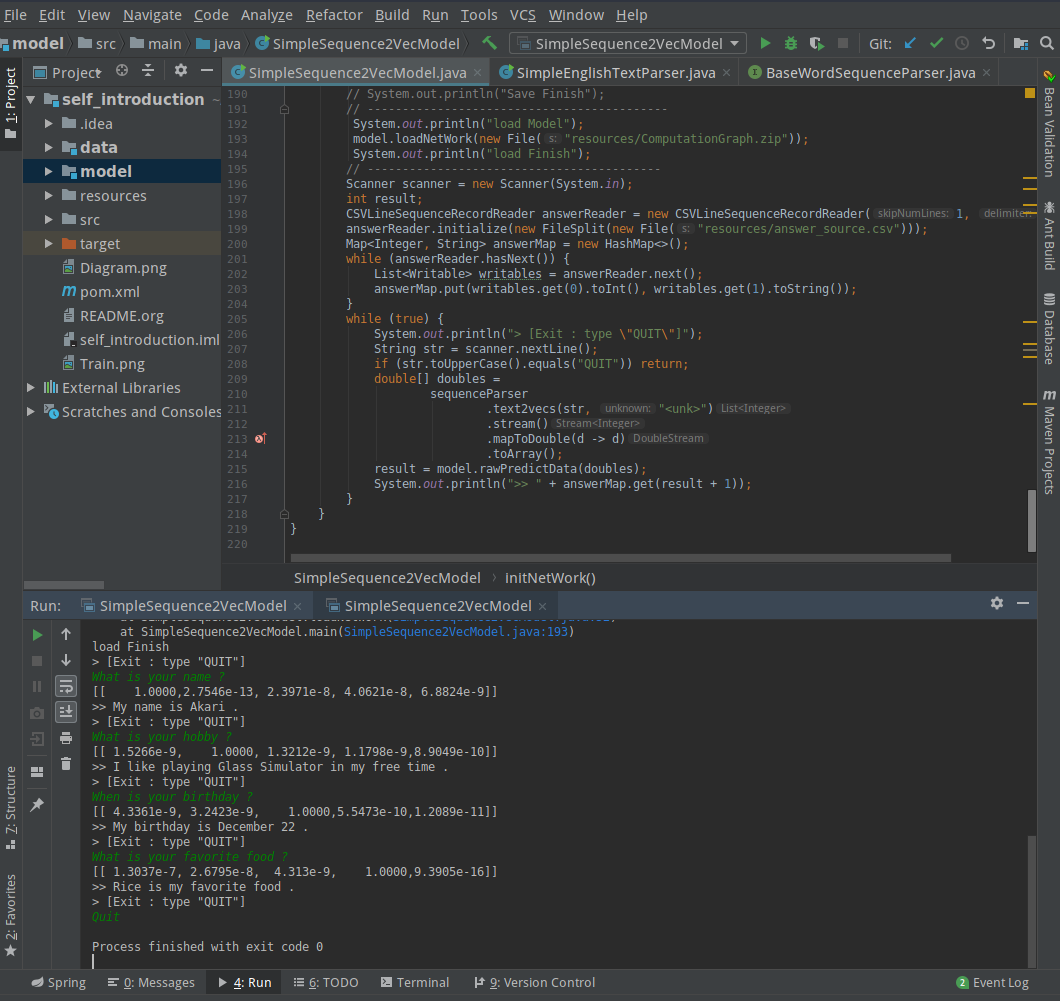 File Edit View Navigate Code Analyze Refactor Build Run Tools VCS Window Help
model src main java SimpleSequence2VecModel SimpleSequence2VecModel Git:
1: Project
Project
SimpleSequence2VecModel.java SimpleEnglishTextParser.java BaseWordSequenceParser.java
self_introduction ~
.idea
data
model
resources
src
target
Diagram.png
pom.xml
README.org
self_introduction.iml
Train.png
External Libraries
Scratches and Consoles
190 // System.out.println("Save Finish");
191 // ----------------------------------------
192 System.out.println("load Model");
193 model.loadNetWork(new File( s: "resources/ComputationGraph.zip"));
194 System.out.println("load Finish");
195 // ----------------------------------------
196 Scanner scanner = new Scanner(System.in);
197 int result;
198 CSVLineSequenceRecordReader answerReader = new CSVLineSequenceRecordReader( skipNumLines: 1, delimiter
199 answerReader.initialize(new FileSplit(new File( s: "resources/answer_source.csv")));
200 Map<Integer, String> answerMap = new HashMap<>();
201 while (answerReader.hasNext()) {
202 List<Writable> writables = answerReader.next();
203 answerMap.put(writables.get(0).toInt(), writables.get(1).toString());
204 }
205 while (true) {
206 System.out.println("> [Exit : type \"QUIT\"]");
207 String str = scanner.nextLine();
208 if (str.toUpperCase().equals("QUIT")) return;
209 double[] doubles =
210 sequenceParser
211 .text2vecs(str, unknown: "<unk>") List<Integer>
212 .stream() Stream<Integer>
213 .mapToDouble(d -> d) DoubleStream
214 .toArray();
215 result = model.rawPredictData(doubles);
216 System.out.println(">> " + answerMap.get(result + 1));
217 }
218 }
219 }
220
SimpleSequence2VecModel › initNetWork()
Bean Validation
Ant Build
Database
Maven Projects
Run: SimpleSequence2VecModel SimpleSequence2VecModel
at SimpleSequence2VecModel.main(SimpleSequence2VecModel.java:193)
load Finish
> [Exit : type "QUIT"]
What is your name ?
[[    1.0000,2.7546e-13, 2.3971e-8, 4.0621e-8, 6.8824e-9]]
>> My name is Akari .
> [Exit : type "QUIT"]
What is your hobby ?
[[ 1.5266e-9,    1.0000, 1.3212e-9, 1.1798e-9,8.9049e-10]]
>> I like playing Glass Simulator in my free time .
> [Exit : type "QUIT"]
When is your birthday ?
[[ 4.3361e-9, 3.2423e-9,    1.0000,5.5473e-10,1.2089e-11]]
>> My birthday is December 22 .
> [Exit : type "QUIT"]
What is your favorite food ?
[[ 1.3037e-7, 2.6795e-8,  4.313e-9,    1.0000,9.3905e-16]]
>> Rice is my favorite food .
> [Exit : type "QUIT"]
Quit
Process finished with exit code 0
7: Structure
2: Favorites
Spring 0: Messages 4: Run 6: TODO Terminal 9: Version Control 2 Event Log